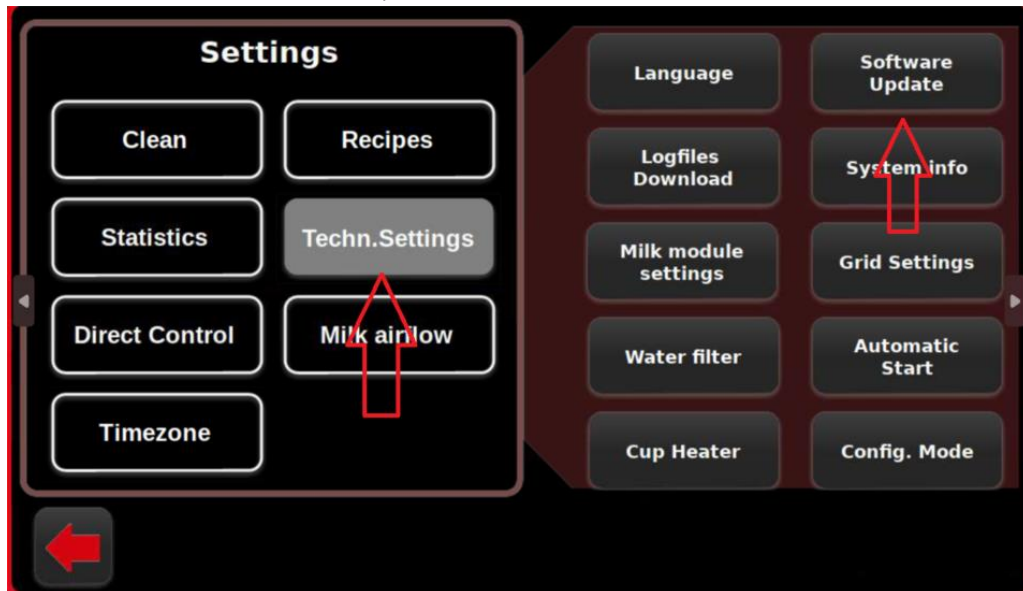 Settings
Clean
Recipes
Statistics
Techn.Settings
Direct Control
Milk airflow
Timezone
Language
Software
Update
Logfiles
Download
System info
Milk module
settings
Grid Settings
Water filter
Automatic
Start
Cup Heater
Config. Mode